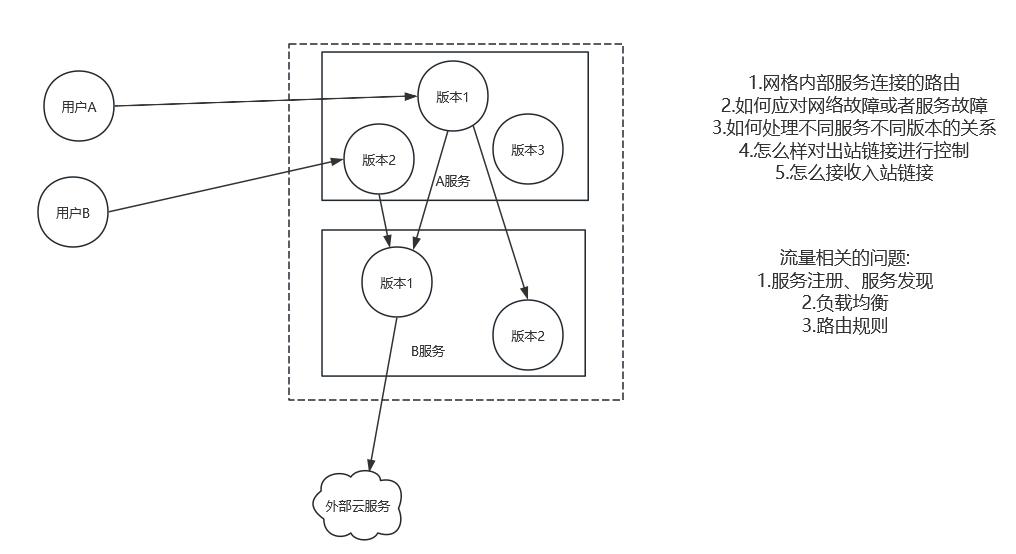 用户A
用户B
版本1
版本2
版本3
A服务
版本1
版本2
B服务
外部云服务
1.网格内部服务连接的路由
2.如何应对网络故障或者服务故障
3.如何处理不同服务不同版本的关系
4.怎么样对出站链接进行控制
5.怎么接收入站链接
流量相关的问题:
1.服务注册、服务发现
2.负载均衡
3.路由规则